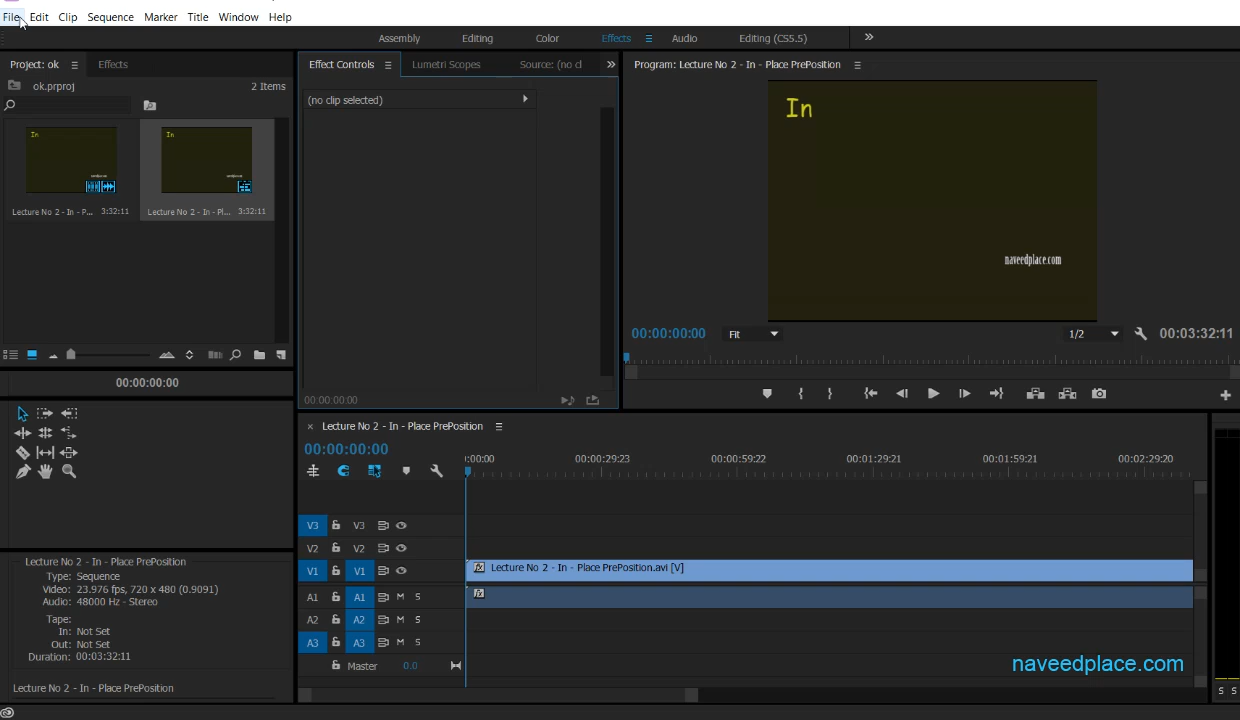 File Edit Clip Sequence Marker Title Window Help
Assembly Editing Color Effects Audio Editing (CS5.5)
Project: ok Effects
ok.prproj 2 Items
In
In
Lecture No 2 - In - P... 3:32:11 Lecture No 2 - In - Pl... 3:32:11
00:00:00:00
Effect Controls Lumetri Scopes Source: (no cl
(no clip selected)
00:00:00:00
Program: Lecture No 2 - In - Place PrePosition
In
naveedplace.com
00:00:00:00 Fit 1/2 00:03:32:11
× Lecture No 2 - In - Place PrePosition
00:00:00:00
:00:00 00:00:29:23 00:00:59:22 00:01:29:21 00:01:59:21 00:02:29:20
V3 V3
V2 V2
V1 V1 fx Lecture No 2 - In - Place PrePosition.avi [V]
A1 A1 M S fx
A2 A2 M S
A3 A3 M S
Master 0.0
Lecture No 2 - In - Place PrePosition
Type: Sequence
Video: 23.976 fps, 720 x 480 (0.9091)
Audio: 48000 Hz - Stereo
Tape:
In: Not Set
Out: Not Set
Duration: 00:03:32:11
Lecture No 2 - In - Place PrePosition
naveedplace.com
S S